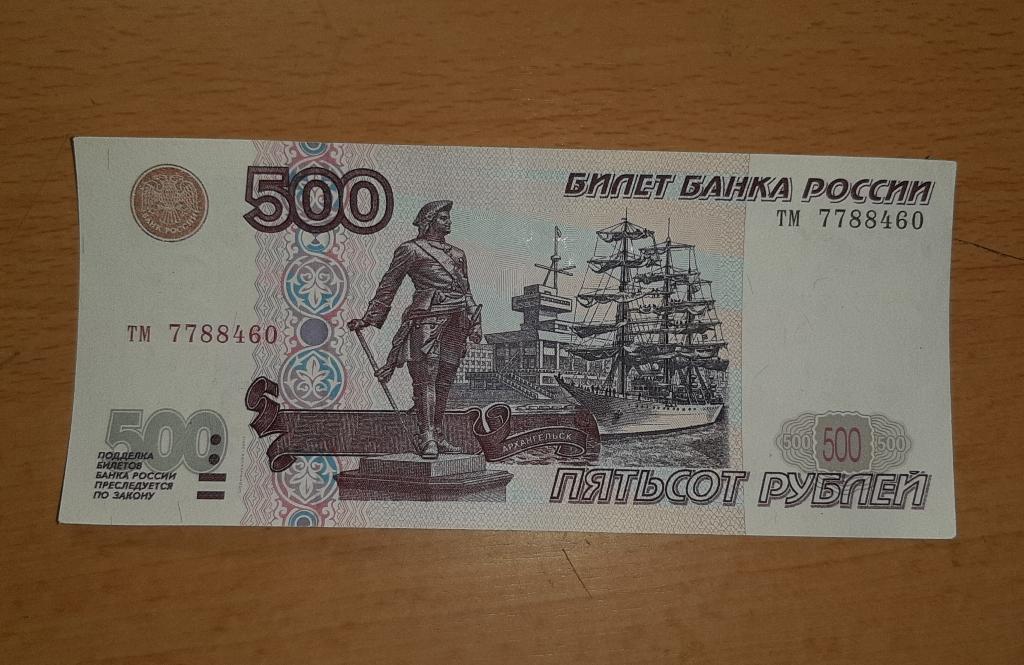 500
БИЛЕТ БАНКА РОССИИ
тм 7788460
тм 7788460
АРХАНГЕЛЬСК
500
ПОДДЕЛКА
БИЛЕТОВ
БАНКА РОССИИ
ПРЕСЛЕДУЕТСЯ
ПО ЗАКОНУ
500 500 500
ПЯТЬСОТ РУБЛЕЙ